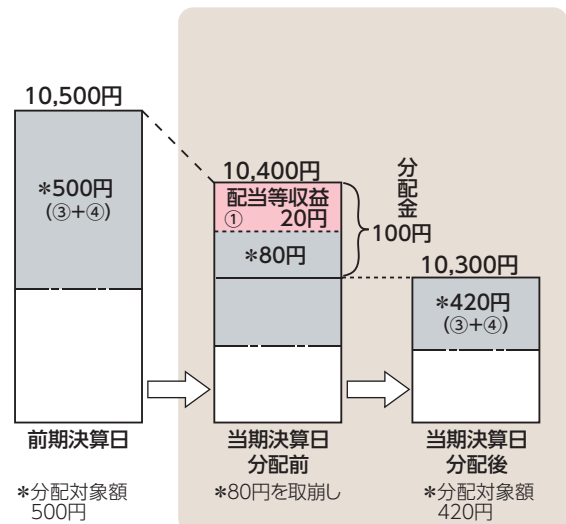 10,500円
*500円
(③+④)
前期決算日
*分配対象額
500円
10,400円
配当等収益
① 20円
*80円
分配金
100円
当期決算日
分配前
*80円を取崩し
10,300円
*420円
(③+④)
当期決算日
分配後
*分配対象額
420円